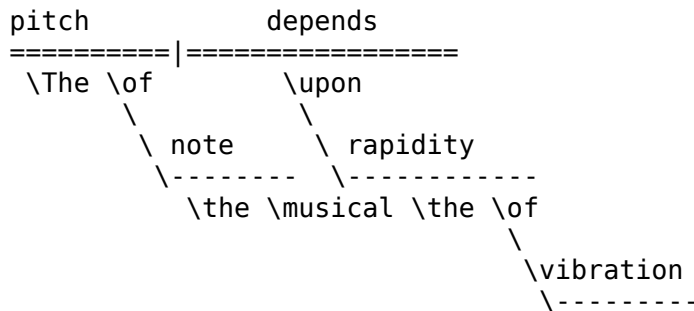 pitch depends
==========|=================
\The \of \upon
\ \
\ note \ rapidity
\-------- \------------
\the \musical \the \of
\
\vibration
\---------